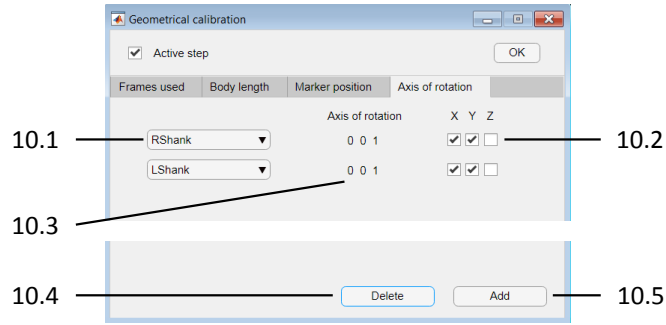 Geometrical calibration
Active step OK
Frames used Body length Marker position Axis of rotation
Axis of rotation X Y Z
10.1 RShank 0 0 1 10.2
LShank 0 0 1
10.3
10.4 Delete Add 10.5